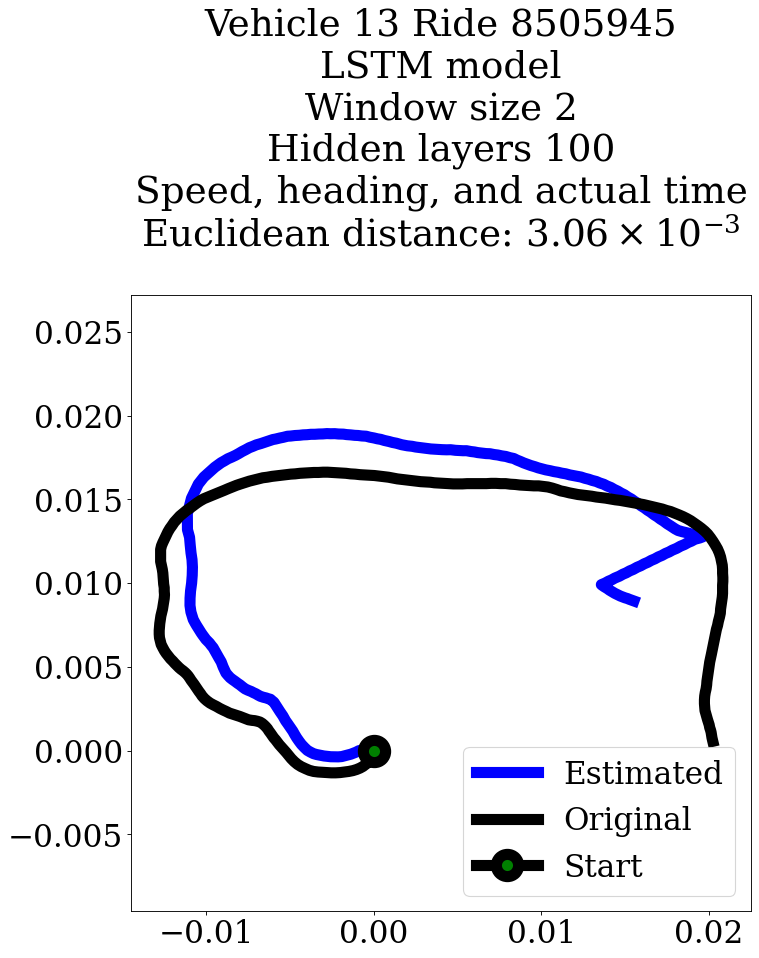 Vehicle 13 Ride 8505945
LSTM model
Window size 2
Hidden layers 100
Speed, heading, and actual time
Euclidean distance: 3.06 × 10⁻³
0.025
0.020
0.015
0.010
0.005
0.000
−0.005
Estimated
Original
Start
−0.01
0.00
0.01
0.02